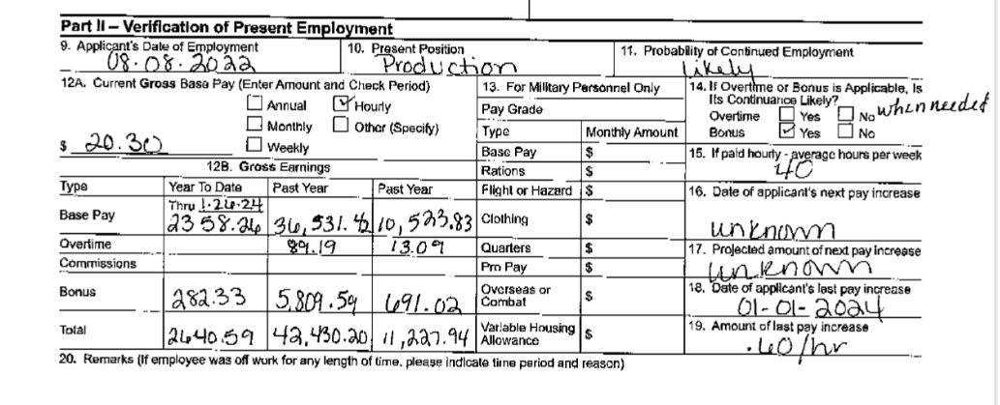 Part II – Verification of Present Employment
9. Applicant's Date of Employment
08-08-2022
10. Present Position
Production
11. Probability of Continued Employment
likely
12A. Current Gross Base Pay (Enter Amount and Check Period)
Annual Hourly
Monthly Other (Specify)
$ 20.30 Weekly
13. For Military Personnel Only
Pay Grade
Type Monthly Amount
Base Pay $
Rations $
Flight or Hazard $
Clothing $
Quarters $
Pro Pay $
Overseas or
Combat $
Variable Housing
Allowance $
14. If Overtime or Bonus is Applicable, Is
Its Continuance Likely?
Overtime Yes No when needed
Bonus Yes No
15. If paid hourly - average hours per week
40
16. Date of applicant's next pay increase
unknown
17. Projected amount of next pay increase
unknown
18. Date of applicant's last pay increase
01-01-2024
19. Amount of last pay increase
.60/hr
12B. Gross Earnings
Type Year To Date Past Year Past Year
Thru 1-26-24
Base Pay 2358.26 36,531.42 10,523.83
Overtime 89.19 13.09
Commissions
Bonus 282.33 5,809.59 691.02
Total 2640.59 42,430.20 11,227.94
20. Remarks (If employee was off work for any length of time, please indicate time period and reason)